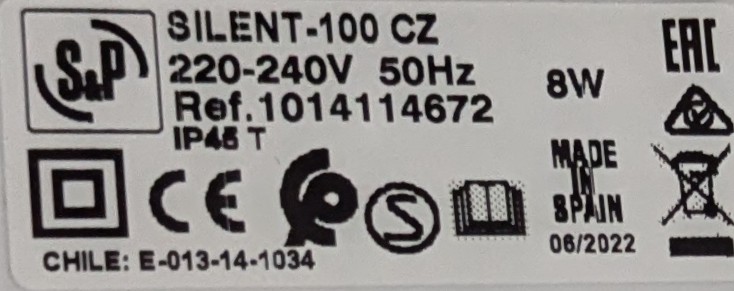 S&P
SILENT-100 CZ
220-240V 50Hz
8W
Ref.1014114672
IP45 T
EAC
CE
S
MADE
IN
SPAIN
06/2022
CHILE: E-013-14-1034